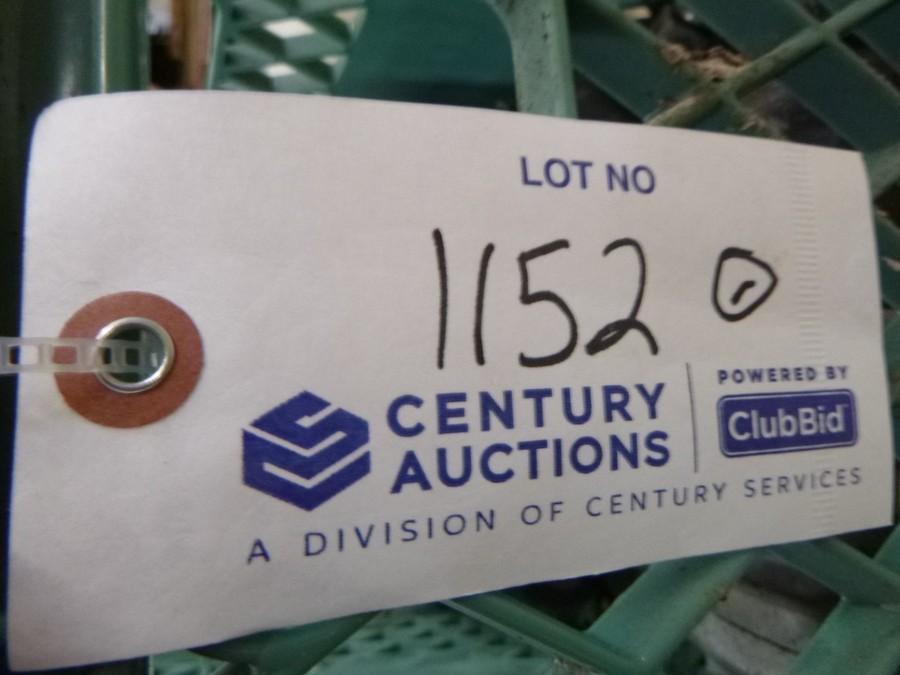 LOT NO
1152
CENTURY
AUCTIONS
POWERED BY
ClubBid
A DIVISION OF CENTURY SERVICES